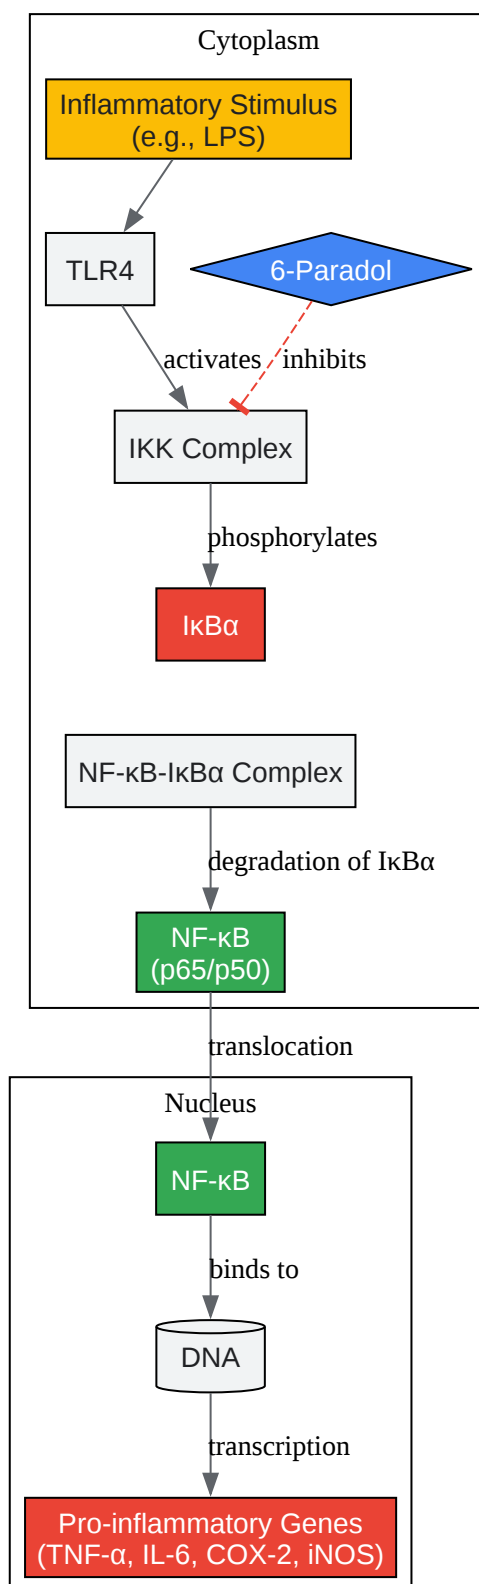 Cytoplasm
Inflammatory Stimulus
(e.g., LPS)
TLR4
6-Paradol
activates
inhibits
IKK Complex
phosphorylates
IκBα
NF-κB-IκBα Complex
degradation of IκBα
NF-κB
(p65/p50)
translocation
Nucleus
NF-κB
binds to
DNA
transcription
Pro-inflammatory Genes
(TNF-α, IL-6, COX-2, iNOS)